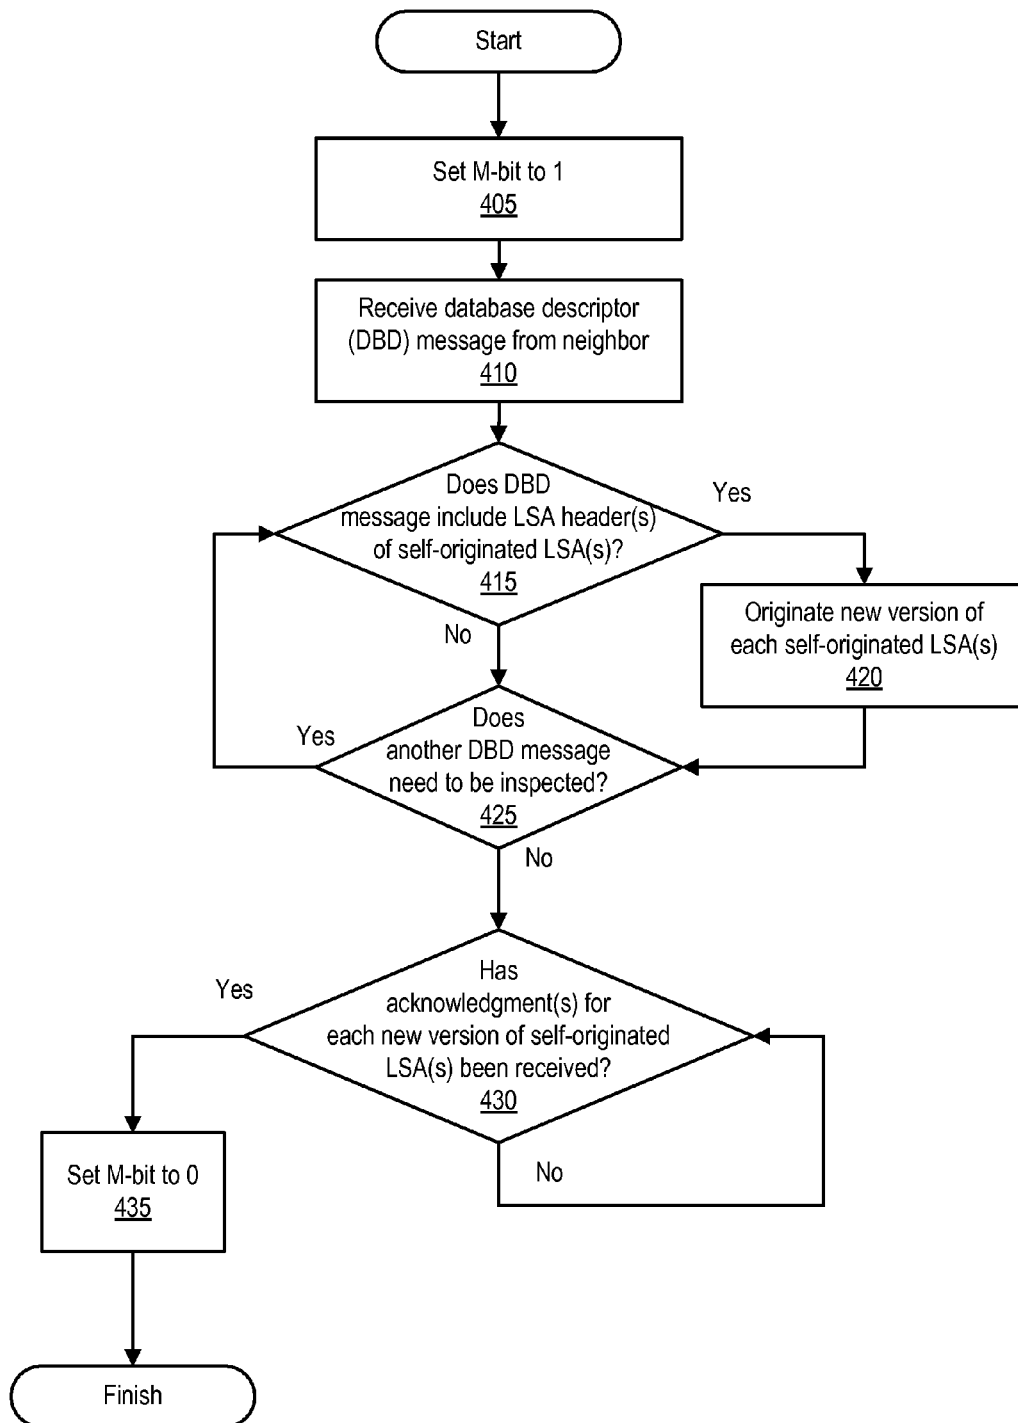 Start
Set M-bit to 1
405
Receive database descriptor
(DBD) message from neighbor
410
Does DBD
message include LSA header(s)
of self-originated LSA(s)?
415
Yes
No
Originate new version of
each self-originated LSA(s)
420
Does
another DBD message
need to be inspected?
425
Yes
No
Has
acknowledgment(s) for
each new version of self-originated
LSA(s) been received?
430
Yes
No
Set M-bit to 0
435
Finish